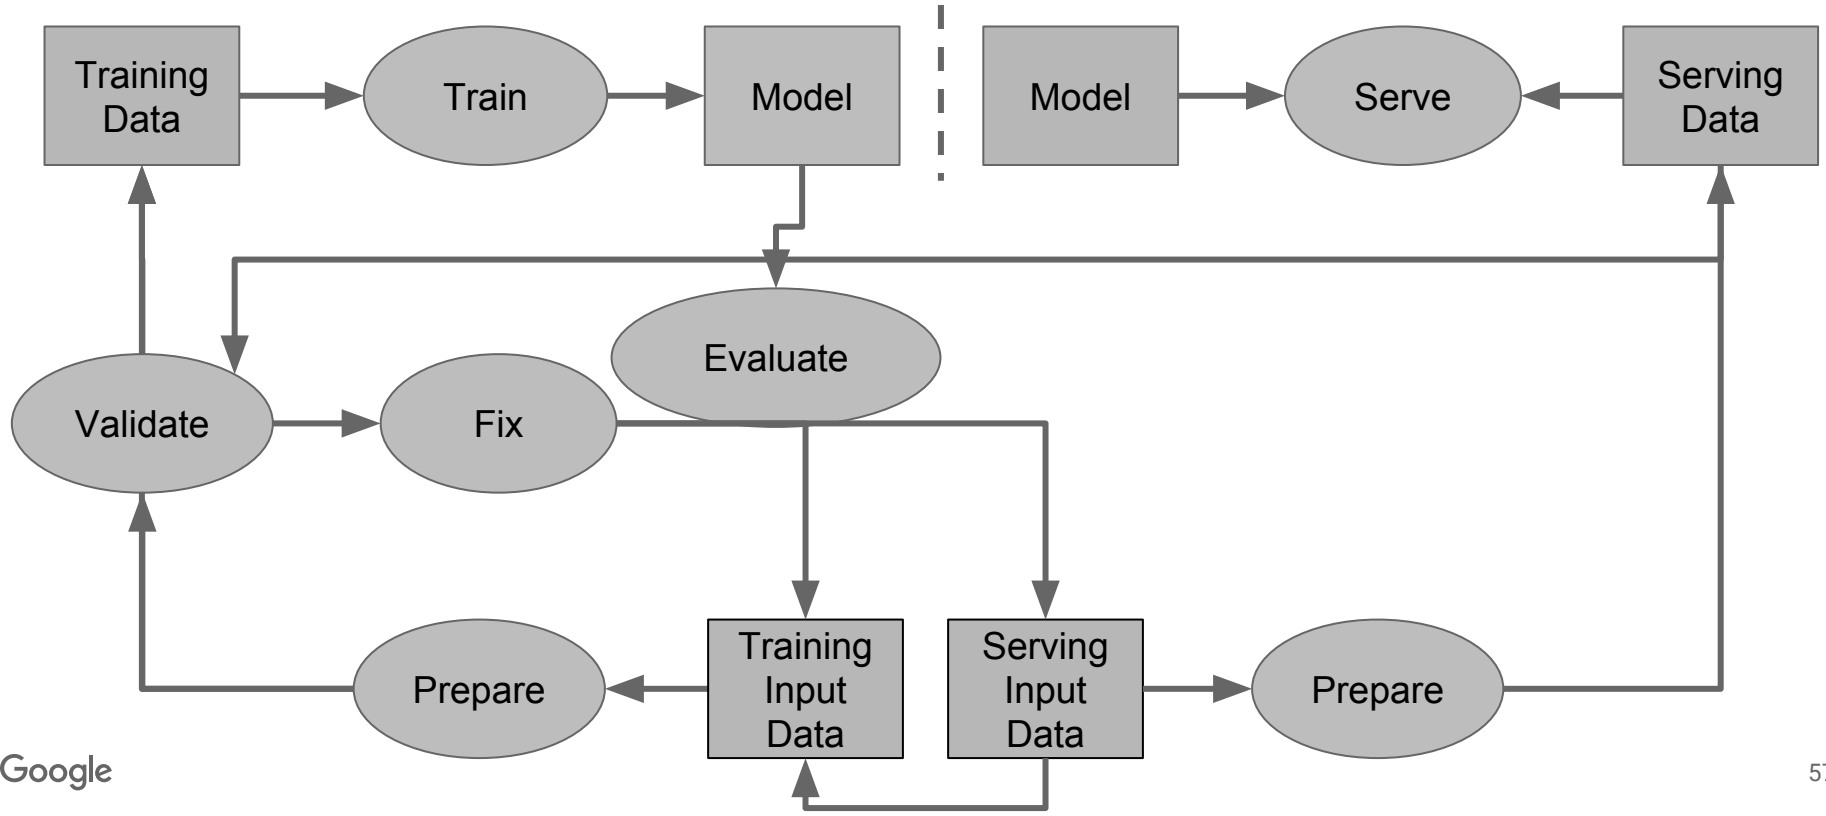 Training
Data
Train
Model
Model
Serve
Serving
Data
Evaluate
Validate
Fix
Prepare
Training
Input
Data
Serving
Input
Data
Prepare
Google
57